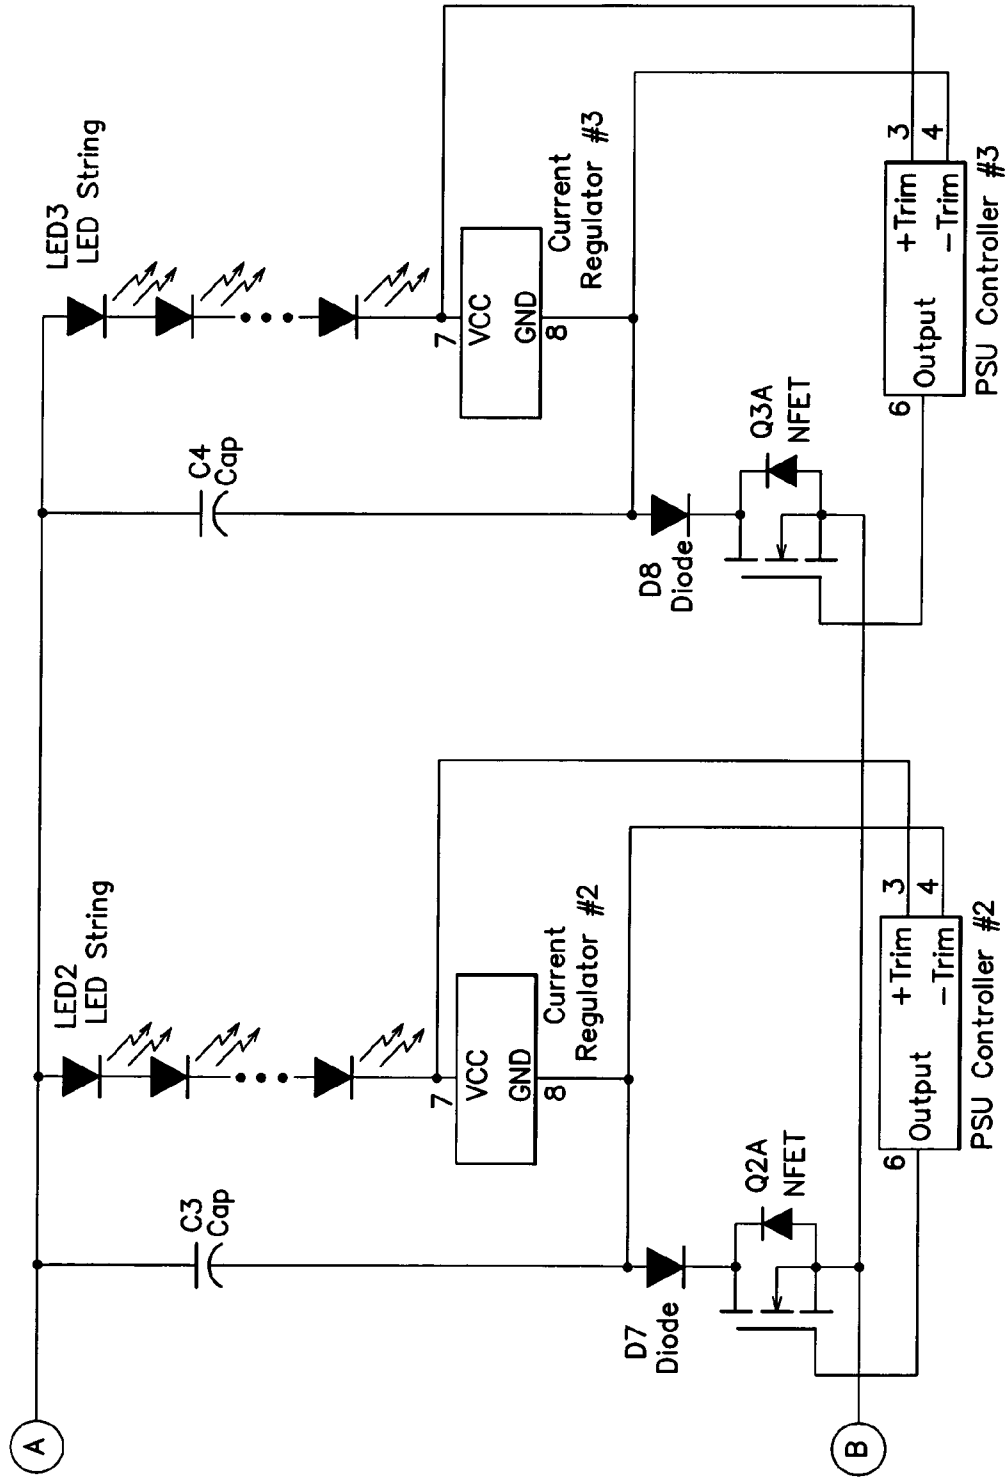 A
B
C3
Cap
LED2
LED String
7
VCC
GND
8
Current
Regulator #2
D7
Diode
Q2A
NFET
6
Output
+Trim
-Trim
3
4
PSU Controller #2
C4
Cap
LED3
LED String
7
VCC
GND
8
Current
Regulator #3
D8
Diode
Q3A
NFET
6
Output
+Trim
-Trim
3
4
PSU Controller #3